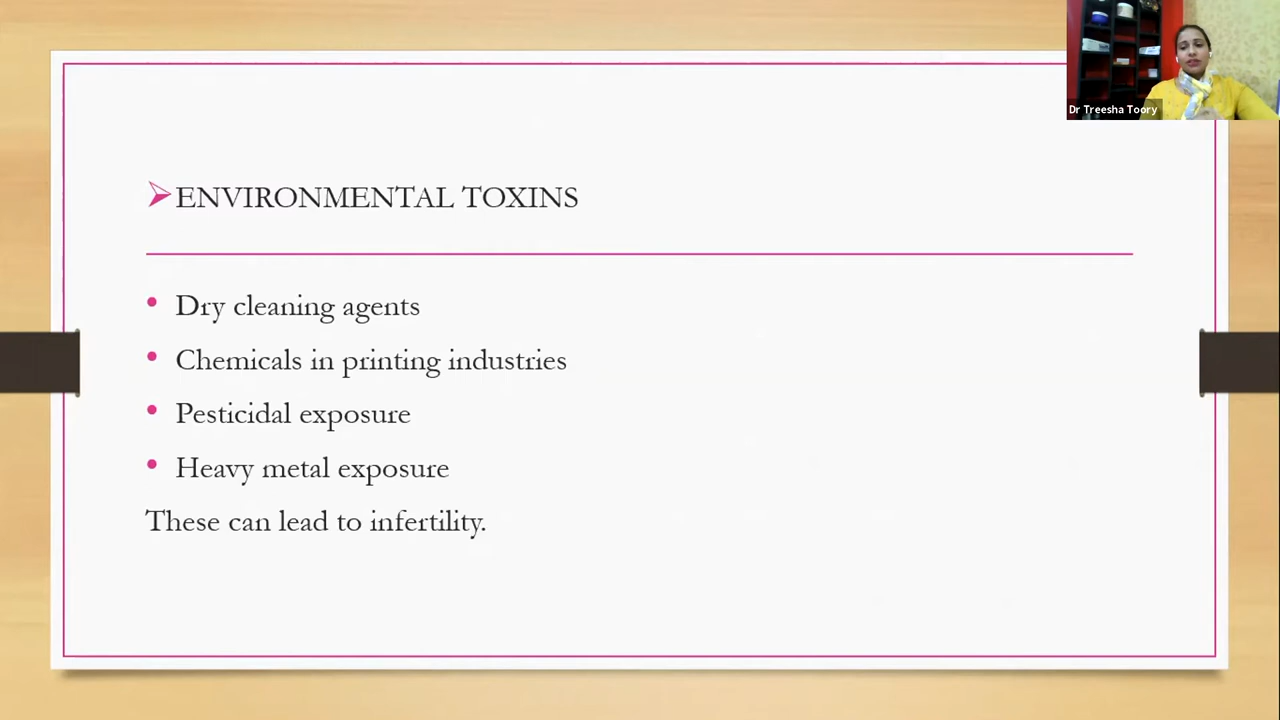 Dr Treesha Toory
ENVIRONMENTAL TOXINS
Dry cleaning agents
Chemicals in printing industries
Pesticidal exposure
Heavy metal exposure
These can lead to infertility.